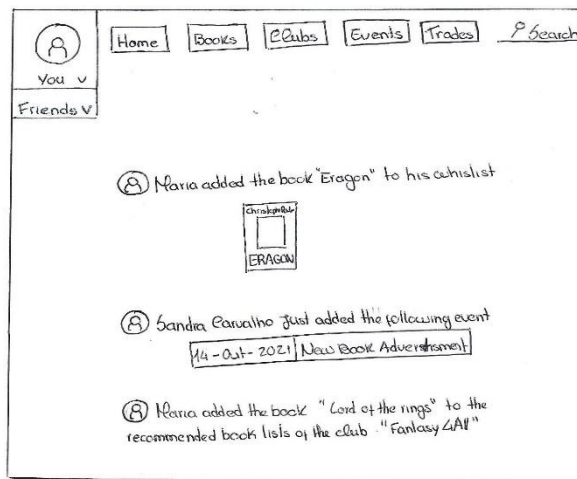 Home Books Clubs Events Trades Search
You v
Friends v
Maria added the book "Eragon" to his whislist
ERAGON
Sandra Carvalho Just added the following event
14-Out-2021 New Book Advertisment
Maria added the book "Lord of the rings" to the
recommended book lists of the club "Fantasy 4All"